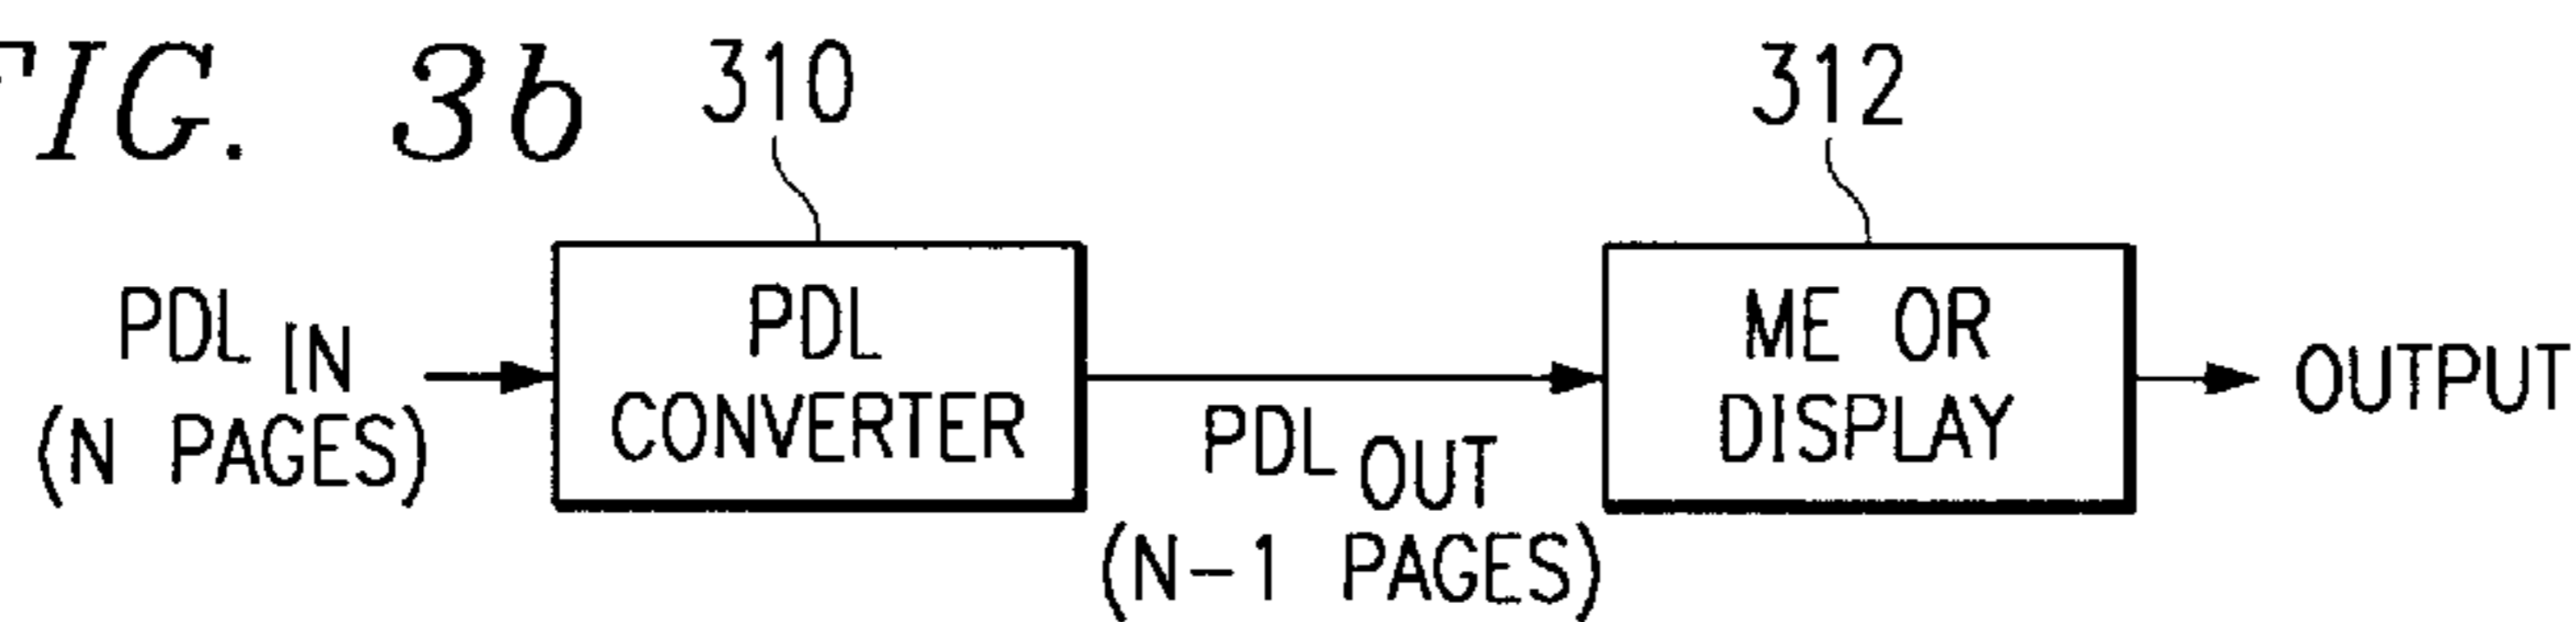 FIG. 3b
310
312
PDL IN
(N PAGES)
PDL
CONVERTER
PDL OUT
(N-1 PAGES)
ME OR
DISPLAY
OUTPUT